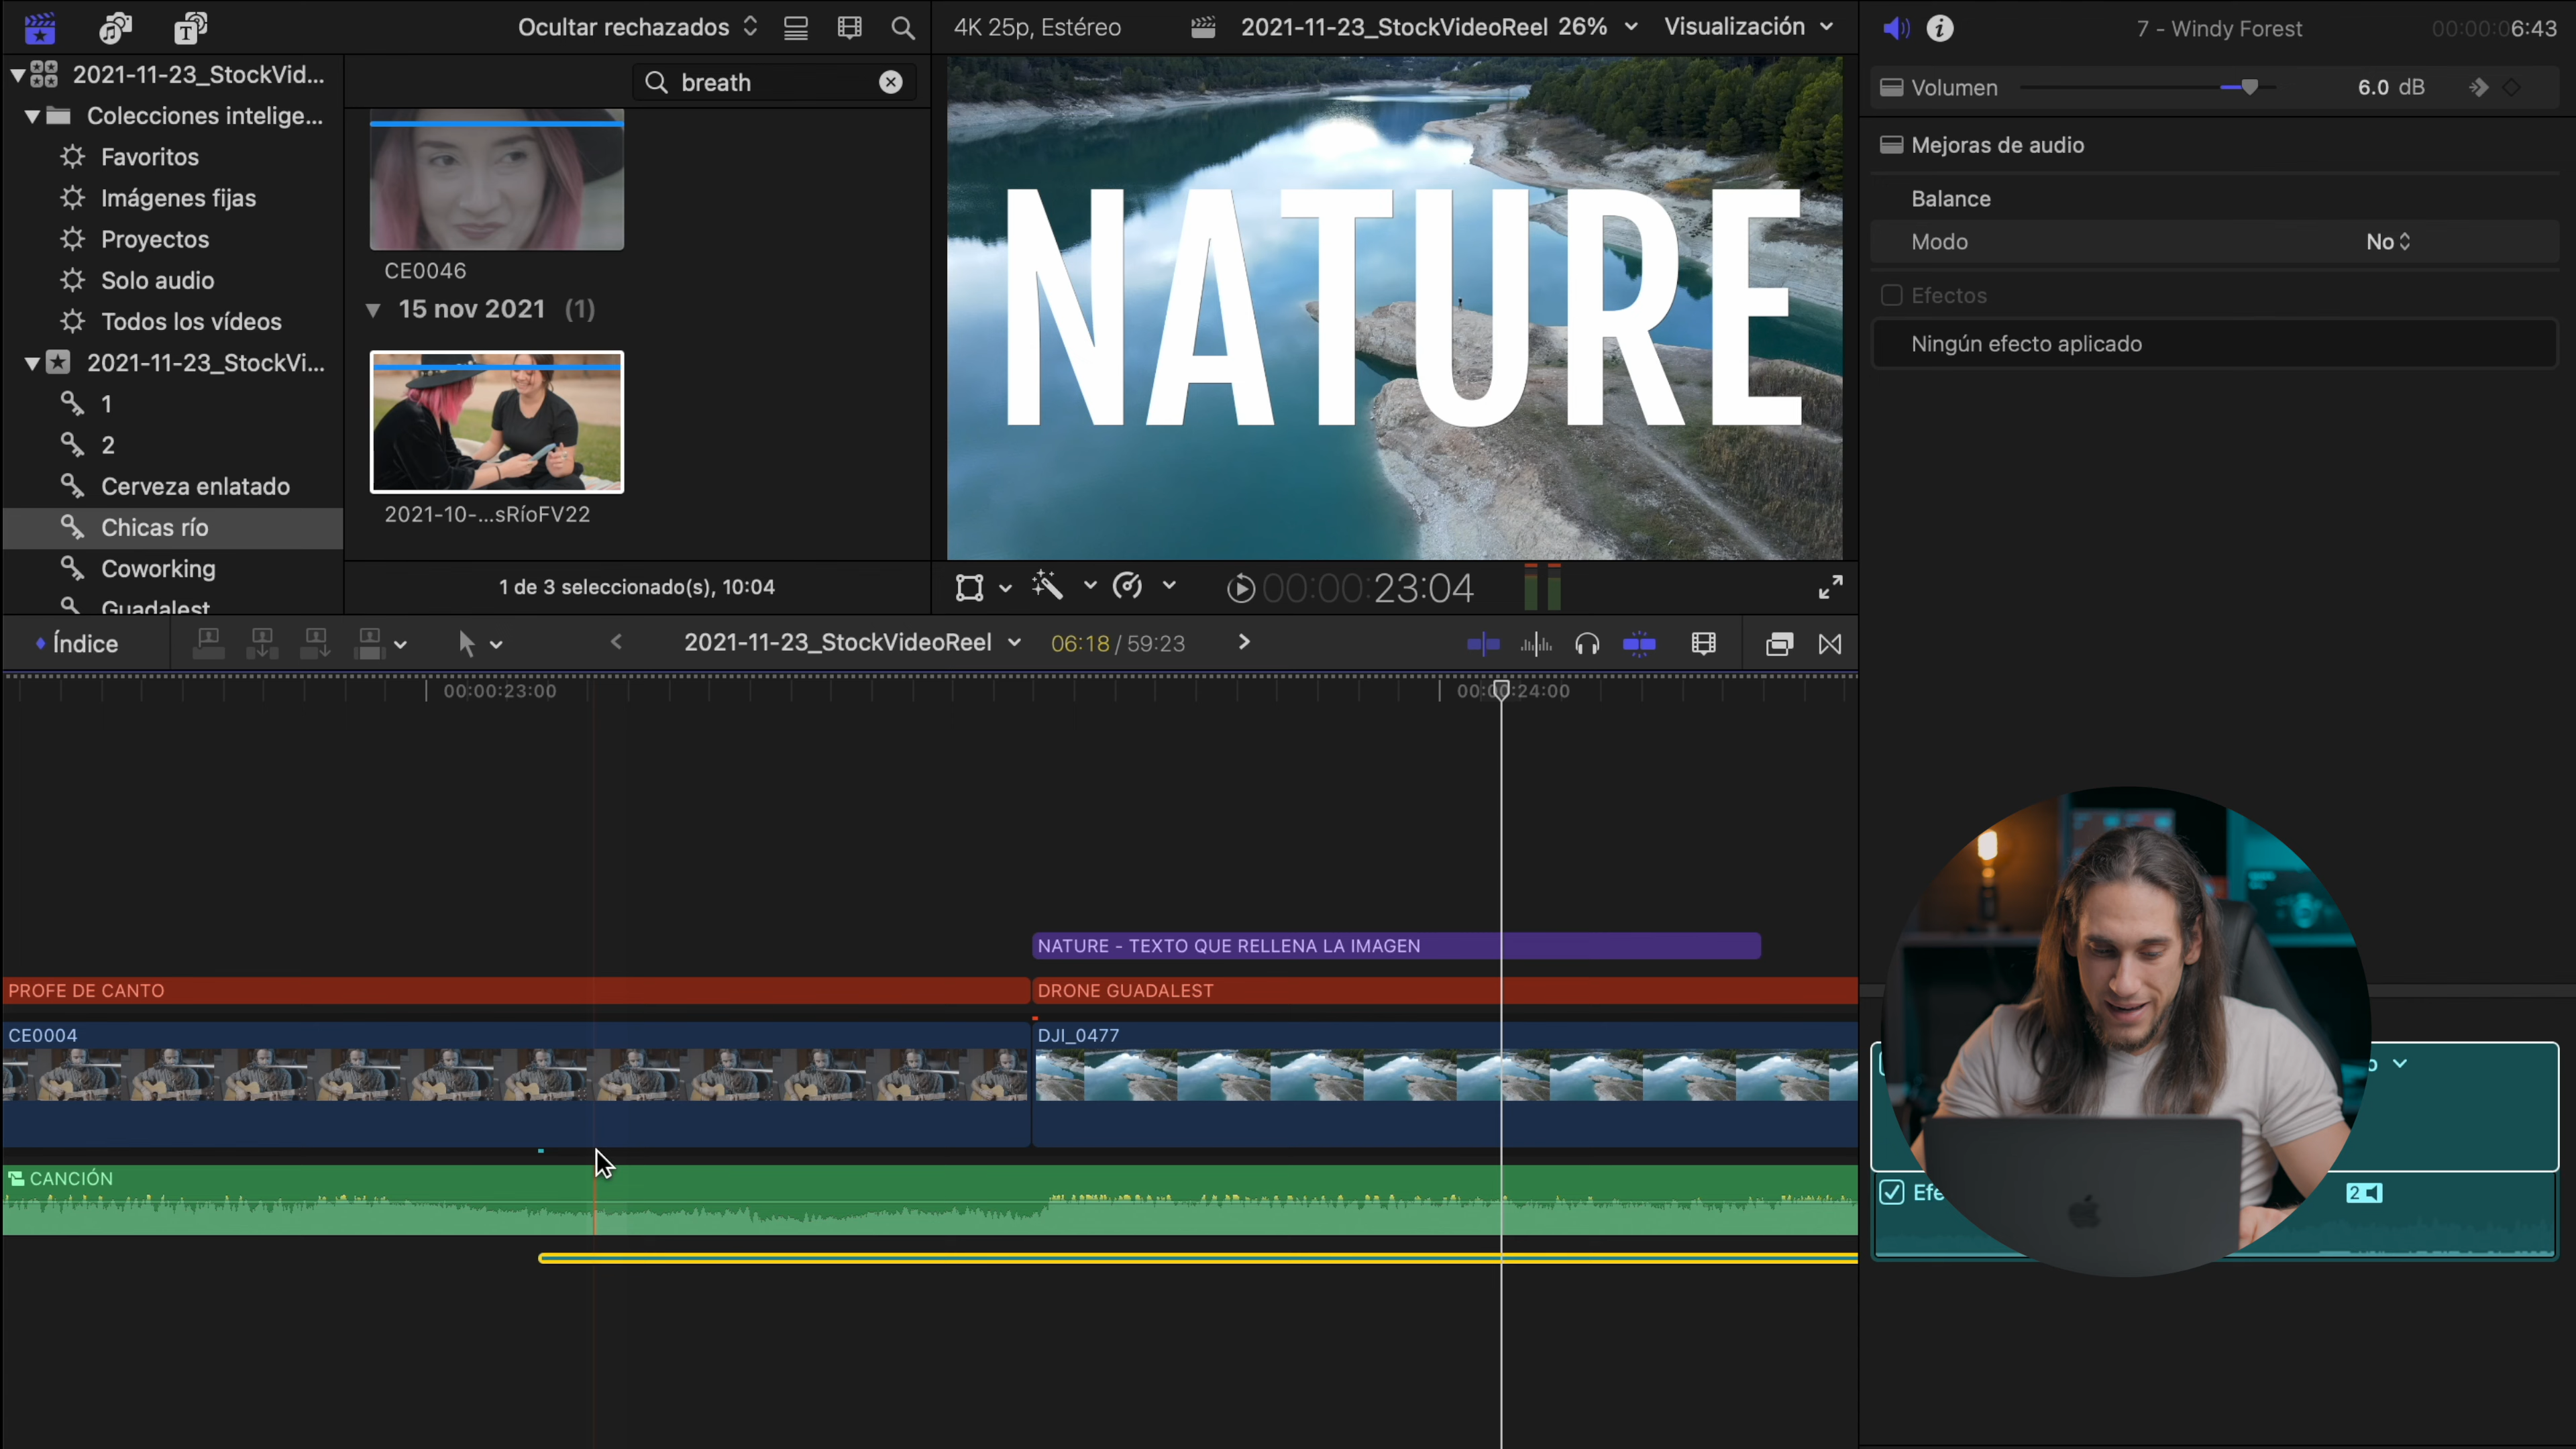 Ocultar rechazados
4K 25p, Estéreo
2021-11-23_StockVideoReel
26%
Visualización
7 - Windy Forest
00:00:06:43
2021-11-23_StockVid...
Colecciones intelige...
Favoritos
Imágenes fijas
Proyectos
Solo audio
Todos los vídeos
2021-11-23_StockVi...
1
2
Cerveza enlatado
Chicas río
Coworking
Guadalest
breath
CE0046
15 nov 2021 (1)
2021-10-...sRíoFV22
1 de 3 seleccionado(s), 10:04
NATURE
00:00:23:04
Volumen
6.0 dB
Mejoras de audio
Balance
Modo
No
Efectos
Ningún efecto aplicado
Índice
2021-11-23_StockVideoReel
06:18 / 59:23
00:00:23:00
00:00:24:00
NATURE - TEXTO QUE RELLENA LA IMAGEN
PROFE DE CANTO
DRONE GUADALEST
CE0004
DJI_0477
CANCIÓN
Efe
2